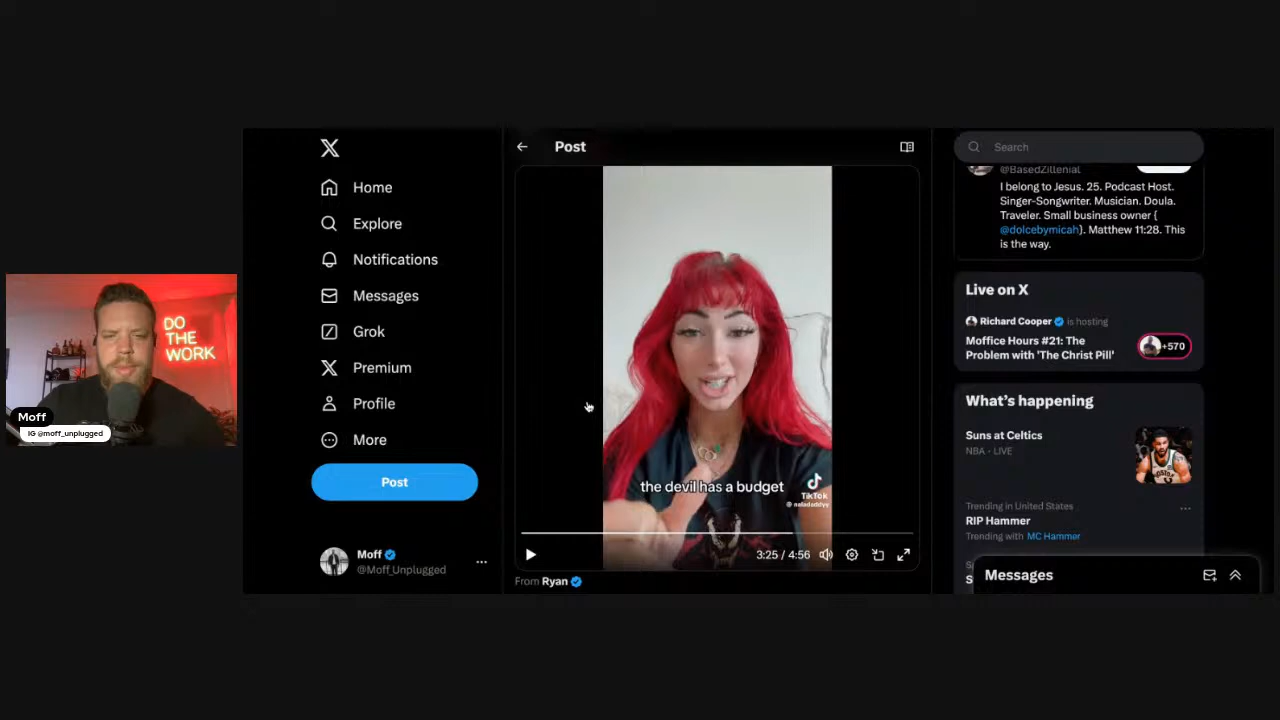 DO
THE
WORK
Moff
IG @moff_unplugged
X
Home
Explore
Notifications
Messages
Grok
Premium
Profile
More
Post
Moff
@Moff_Unplugged
Post
the devil has a budget
TikTok
3:25 / 4:56
From Ryan
Search
@BasedZillenial
I belong to Jesus. 25. Podcast Host.
Singer-Songwriter. Musician. Doula.
Traveler. Small business owner {
@dolcebymicah}. Matthew 11:28. This
is the way.
Live on X
Richard Cooper is hosting
Moffice Hours #21: The
Problem with 'The Christ Pill'
+570
What's happening
Suns at Celtics
NBA · LIVE
Trending in United States
RIP Hammer
Trending with MC Hammer
Messages